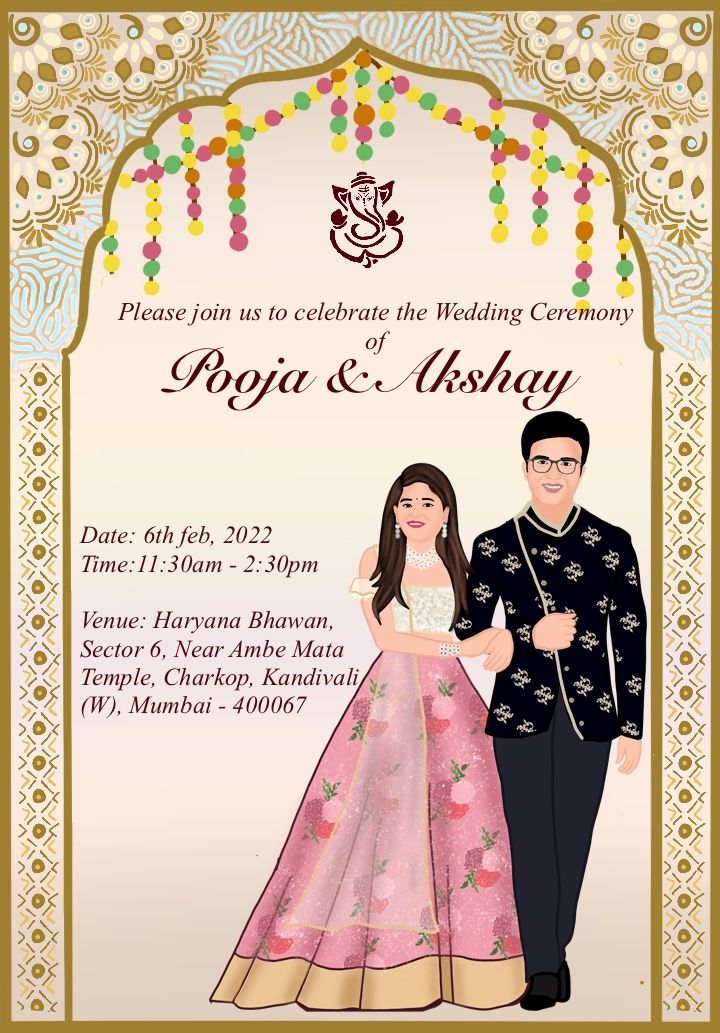 Please join us to celebrate the Wedding Ceremony
of
Pooja & Akshay
Date: 6th feb, 2022
Time:11:30am - 2:30pm
Venue: Haryana Bhawan,
Sector 6, Near Ambe Mata
Temple, Charkop, Kandivali
(W), Mumbai - 400067